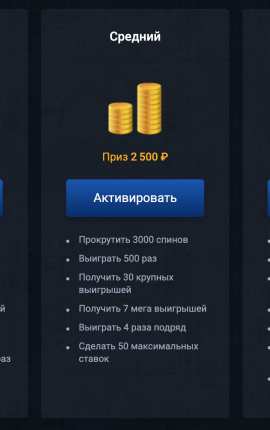 Средний
Приз 2 500 ₽
Активировать
Прокрутить 3000 спинов
Выиграть 500 раз
Получить 30 крупных
выигрышей
Получить 7 мега выигрышей
Выиграть 4 раза подряд
Сделать 50 максимальных
ставок